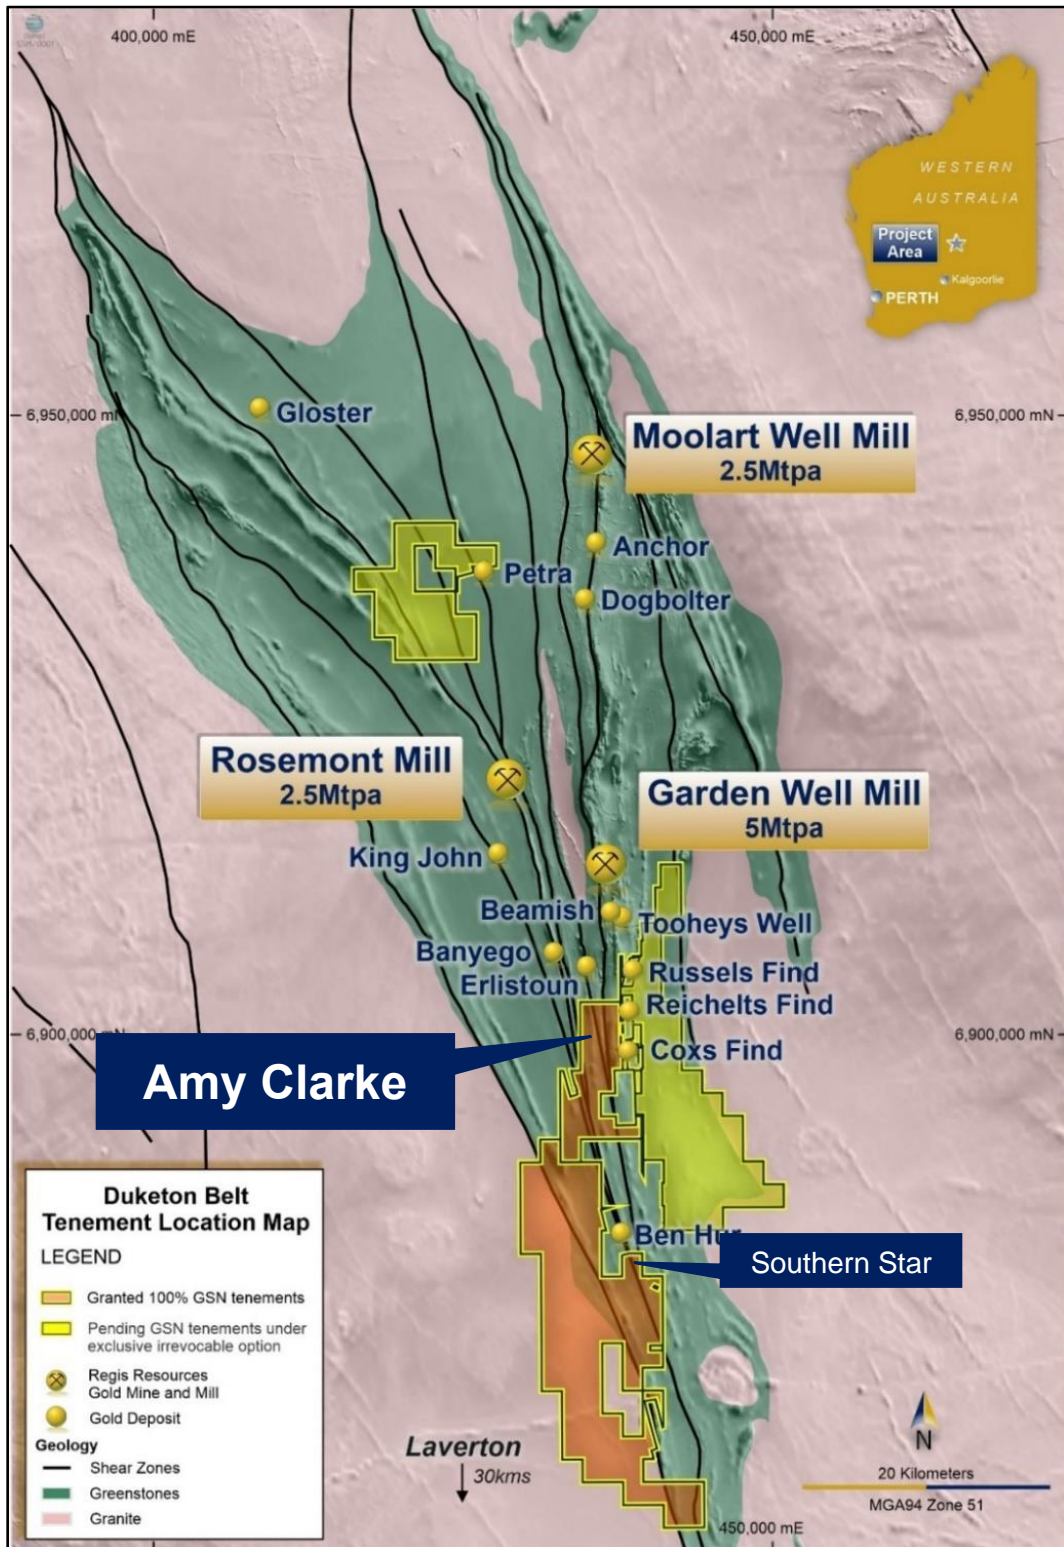 400,000 mE
450,000 mE
WESTERN
AUSTRALIA
Project
Area
Kalgoorlie
PERTH
6,950,000 mN
6,950,000 mN
Gloster
Moolart Well Mill
2.5Mtpa
Anchor
Petra
Dogbolter
Rosemont Mill
2.5Mtpa
Garden Well Mill
5Mtpa
King John
Beamish
Tooheys Well
Banyego
Erlistoun
Russels Find
Reichelts Find
6,900,000 mN
6,900,000 mN
Coxs Find
Amy Clarke
Ben Hur
Southern Star
Duketon Belt
Tenement Location Map
LEGEND
Granted 100% GSN tenements
Pending GSN tenements under
exclusive irrevocable option
Regis Resources
Gold Mine and Mill
Gold Deposit
Geology
Shear Zones
Greenstones
Granite
Laverton
30kms
N
20 Kilometers
MGA94 Zone 51
450,000 mE